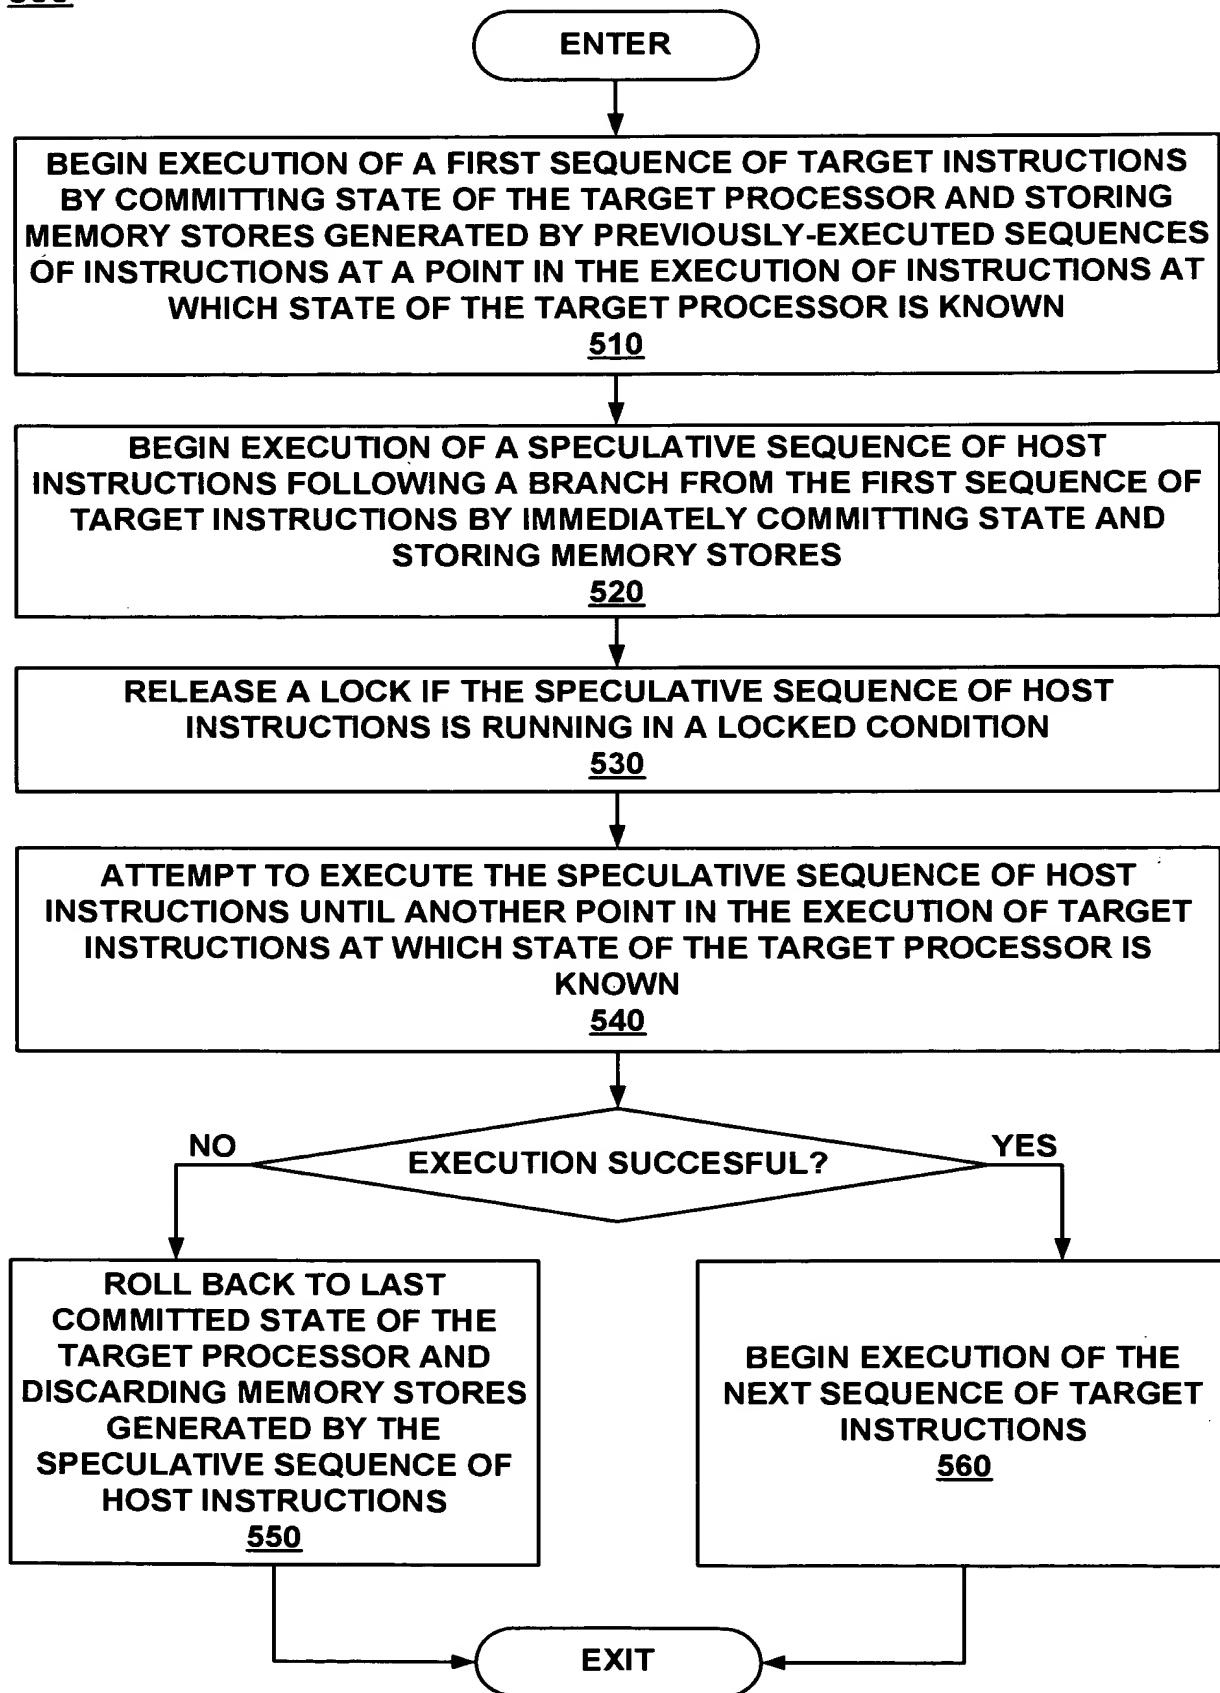 ENTER
BEGIN EXECUTION OF A FIRST SEQUENCE OF TARGET INSTRUCTIONS
BY COMMITTING STATE OF THE TARGET PROCESSOR AND STORING
MEMORY STORES GENERATED BY PREVIOUSLY-EXECUTED SEQUENCES
OF INSTRUCTIONS AT A POINT IN THE EXECUTION OF INSTRUCTIONS AT
WHICH STATE OF THE TARGET PROCESSOR IS KNOWN
510
BEGIN EXECUTION OF A SPECULATIVE SEQUENCE OF HOST
INSTRUCTIONS FOLLOWING A BRANCH FROM THE FIRST SEQUENCE OF
TARGET INSTRUCTIONS BY IMMEDIATELY COMMITTING STATE AND
STORING MEMORY STORES
520
RELEASE A LOCK IF THE SPECULATIVE SEQUENCE OF HOST
INSTRUCTIONS IS RUNNING IN A LOCKED CONDITION
530
ATTEMPT TO EXECUTE THE SPECULATIVE SEQUENCE OF HOST
INSTRUCTIONS UNTIL ANOTHER POINT IN THE EXECUTION OF TARGET
INSTRUCTIONS AT WHICH STATE OF THE TARGET PROCESSOR IS
KNOWN
540
NO
EXECUTION SUCCESFUL?
YES
ROLL BACK TO LAST
COMMITTED STATE OF THE
TARGET PROCESSOR AND
DISCARDING MEMORY STORES
GENERATED BY THE
SPECULATIVE SEQUENCE OF
HOST INSTRUCTIONS
550
BEGIN EXECUTION OF THE
NEXT SEQUENCE OF TARGET
INSTRUCTIONS
560
EXIT